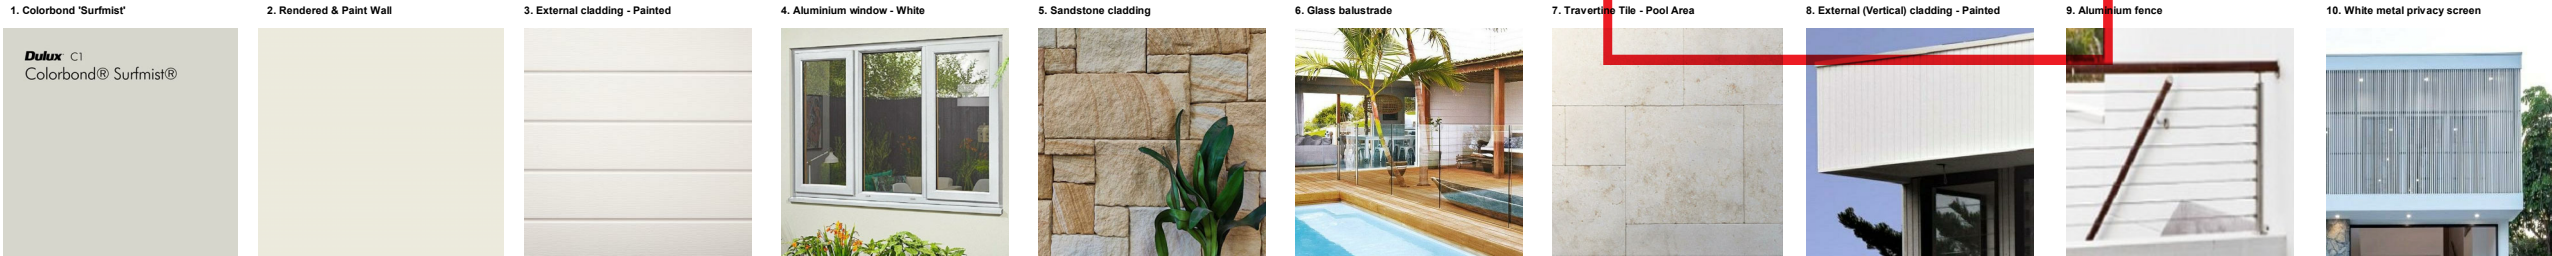 1. Colorbond 'Surfmist'
2. Rendered & Paint Wall
3. External cladding - Painted
4. Aluminium window - White
5. Sandstone cladding
6. Glass balustrade
7. Travertine Tile - Pool Area
8. External (Vertical) cladding - Painted
9. Aluminium fence
10. White metal privacy screen
Dulux C1
Colorbond® Surfmist®